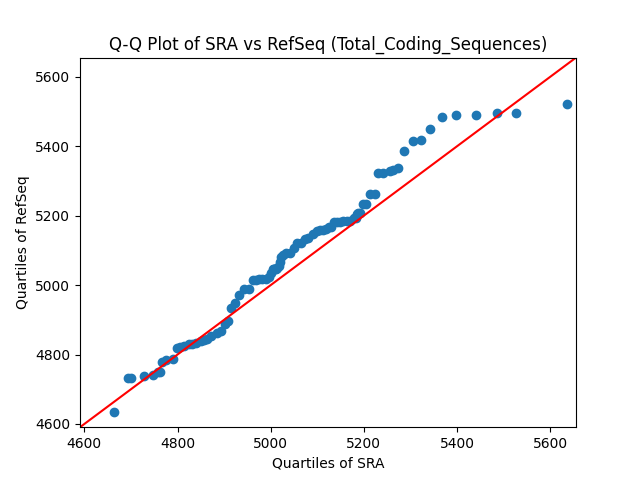 Q-Q Plot of SRA vs RefSeq (Total_Coding_Sequences)
5600
5400
5200
5000
4800
4600
Quartiles of RefSeq
4600 4800 5000 5200 5400 5600
Quartiles of SRA